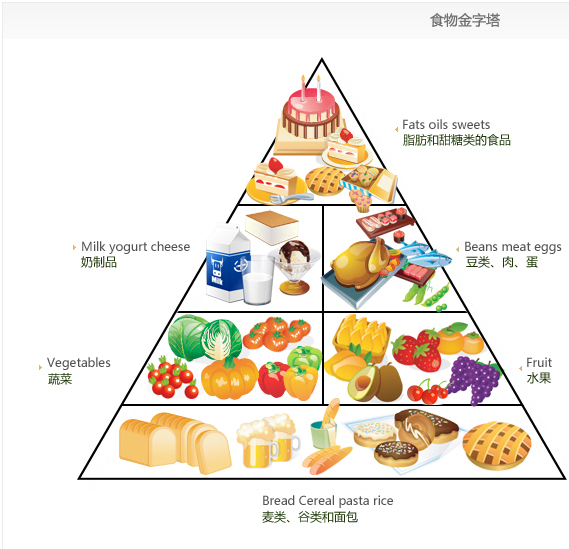 食物金字塔
Fats oils sweets
脂肪和甜糖类的食品
Milk yogurt cheese
奶制品
Beans meat eggs
豆类、肉、蛋
Milk
Vegetables
蔬菜
Fruit
水果
Bread Cereal pasta rice
麦类、谷类和面包